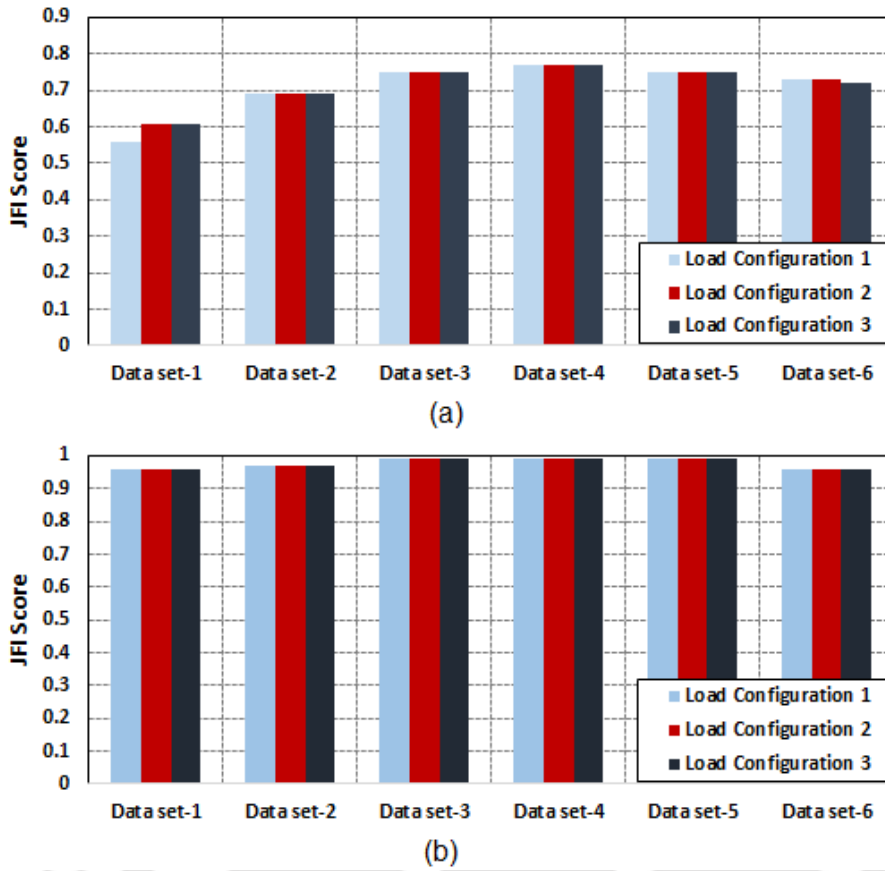 0.9
0.8
0.7
0.6
0.5
0.4
0.3
0.2
0.1
0
JFI Score
Load Configuration 1
Load Configuration 2
Load Configuration 3
Data set-1 Data set-2 Data set-3 Data set-4 Data set-5 Data set-6
(a)
1
0.9
0.8
0.7
0.6
0.5
0.4
0.3
0.2
0.1
0
JFI Score
Load Configuration 1
Load Configuration 2
Load Configuration 3
Data set-1 Data set-2 Data set-3 Data set-4 Data set-5 Data set-6
(b)